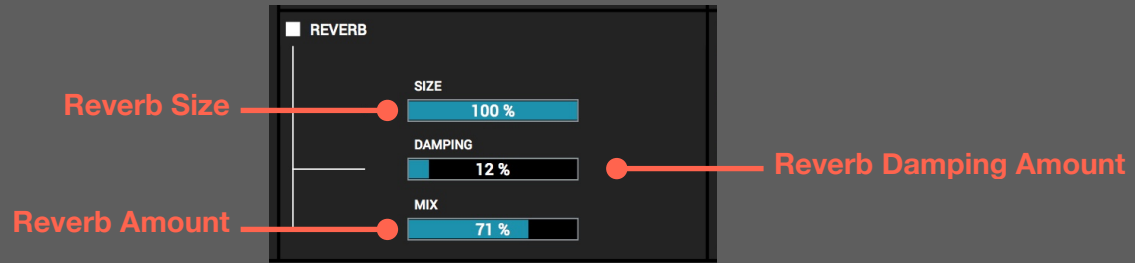 REVERB
SIZE
Reverb Size
100 %
DAMPING
12 %
Reverb Damping Amount
MIX
Reverb Amount
71 %